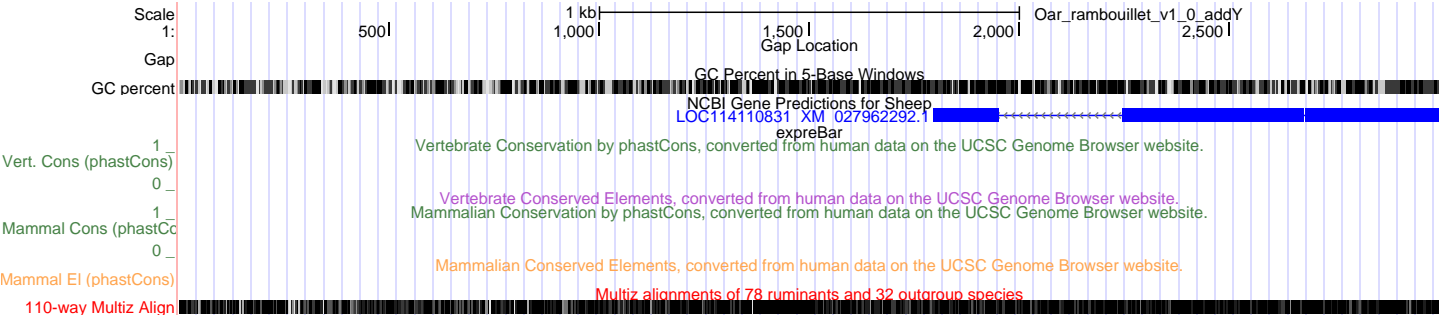 Scale 1 kb Oar_rambouillet_v1_0_addY
1: 500 1,000 1,500 2,000 2,500
Gap Location
Gap
GC Percent in 5-Base Windows
GC percent
NCBI Gene Predictions for Sheep
LOC114110831 XM_027962292.1
expreBar
1 _ Vertebrate Conservation by phastCons, converted from human data on the UCSC Genome Browser website.
Vert. Cons (phastCons)
0 _
Vertebrate Conserved Elements, converted from human data on the UCSC Genome Browser website.
1 _ Mammalian Conservation by phastCons, converted from human data on the UCSC Genome Browser website.
Mammal Cons (phastCo
0 _
Mammalian Conserved Elements, converted from human data on the UCSC Genome Browser website.
Mammal El (phastCons)
Multiz alignments of 78 ruminants and 32 outgroup species
110-way Multiz Align